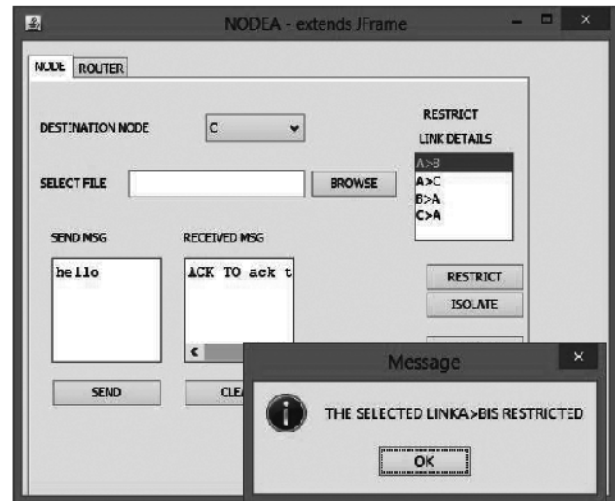 NODEA - extends JFrame
NODE ROUTER
DESTINATION NODE C
RESTRICT
LINK DETAILS
A>B
A>C
B>A
C>A
SELECT FILE BROWSE
SEND MSG RECEIVED MSG
hello ACK TO ack t
RESTRICT
ISOLATE
SEND CLEA
Message
THE SELECTED LINKA>BIS RESTRICTED
OK